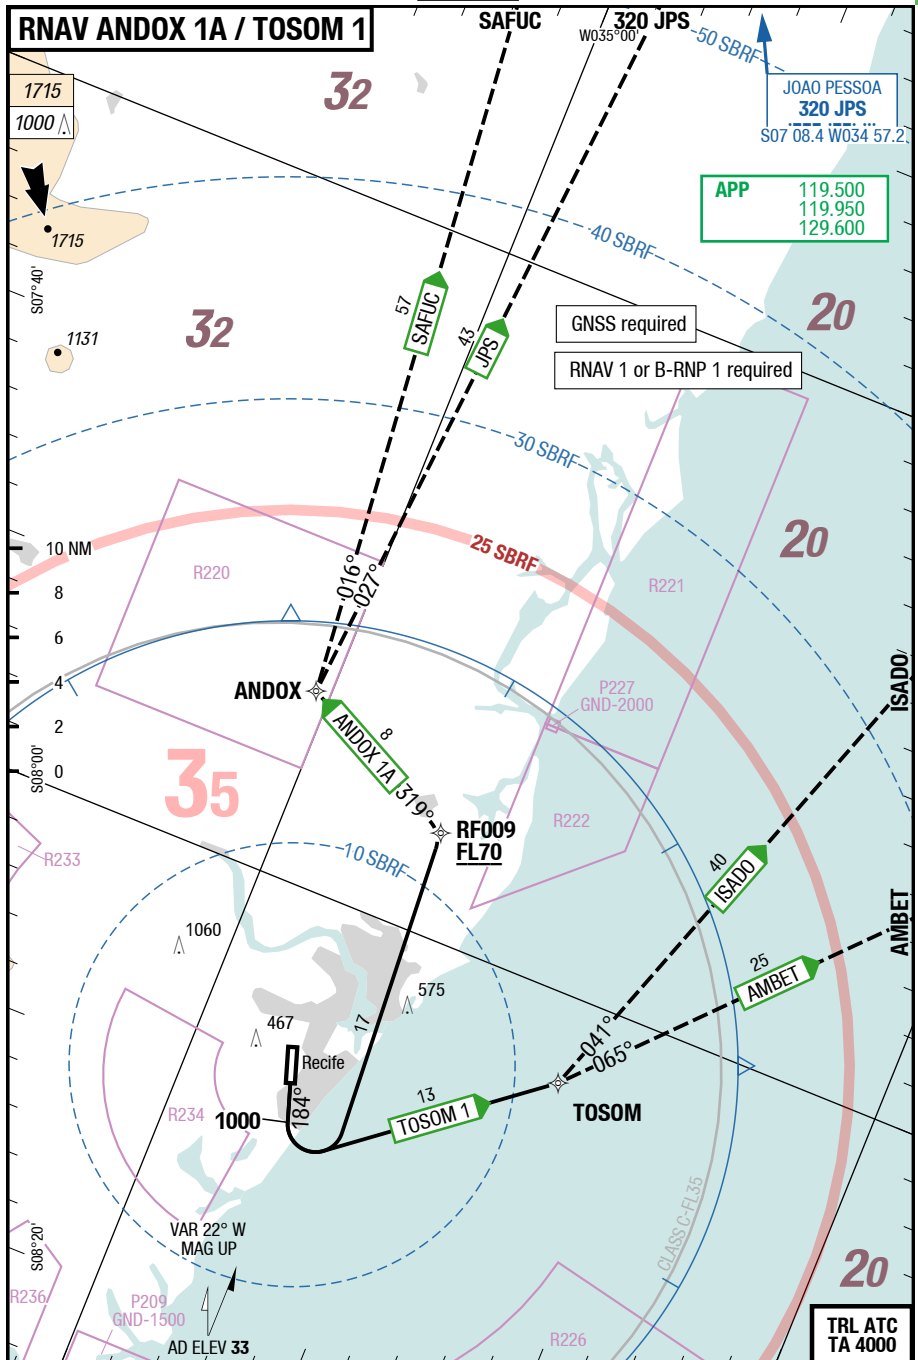 RNAV ANDOX 1A / TOSOM 1
SAFUC
320 JPS
W035°00'
50 SBRF
JOAO PESSOA
320 JPS
S07 08.4 W034 57.2
1715
1000
32
APP 119.500
119.950
129.600
1715
40 SBRF
S07°40'
57
SAFUC
43
JPS
32
1131
GNSS required
20
RNAV 1 or B-RNP 1 required
30 SBRF
25 SBRF
20
10 NM
8
6
4
2
0
R220
016°
027°
R221
ANDOX
P227
GND-2000
ISADO
8
ANDOX 1A
319°
S08°00'
35
RF009
FL70
R222
R233
10 SBRF
40
ISADO
AMBET
1060
25
AMBET
575
467
17
Recife
041°
065°
184°
R234
1000
13
TOSOM 1
TOSOM
CLASS C-FL35
VAR 22° W
MAG UP
S08°20'
R236
P209
GND-1500
AD ELEV 33
R226
20
TRL ATC
TA 4000